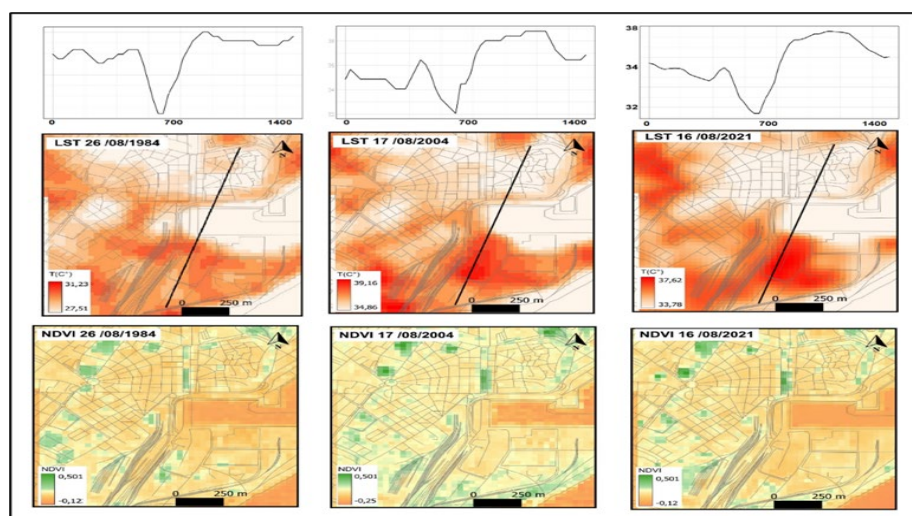 38
34
32
0 700 1400
0 700 1400
0 700 1400
LST 26 /08/1984
LST 17 /08/2004
LST 16 /08/2021
N
N
N
T(C°)
31,23
27,51
0 250 m
T(C°)
39,16
34,86
0 250 m
T(C°)
37,62
33,78
0 250 m
NDVI 26 /08/1984
NDVI 17 /08/2004
NDVI 16 /08/2021
N
N
N
NDVI
0,501
-0,12
0 250 m
NDVI
0,501
-0,25
0 250 m
NDVI
0,501
-0,12
0 250 m